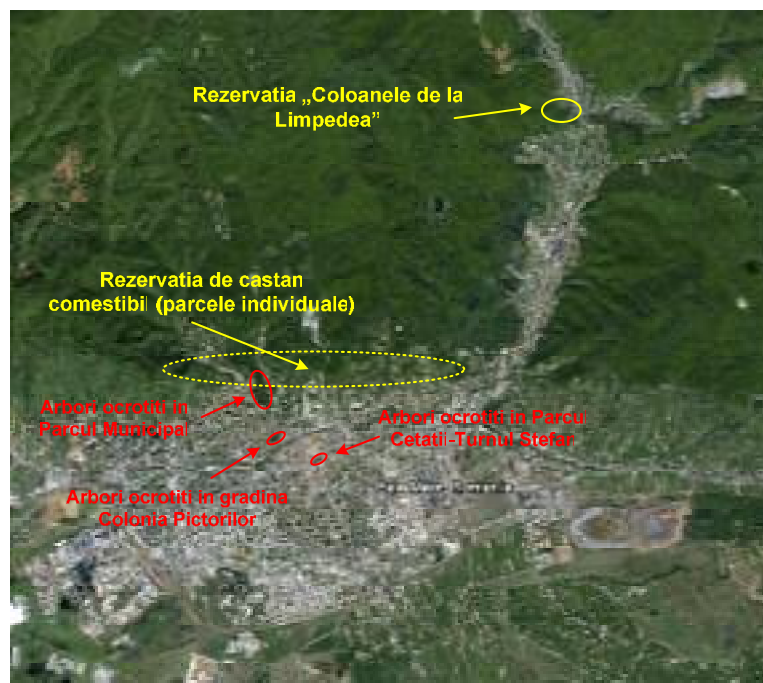 Rezervatia „Coloanele de la
Limpedea”
Rezervatia de castan
comestibil (parcele individuale)
Arbori ocrotiti in
Parcul Municipal
Arbori ocrotiti in Parcu
Cetatii-Turnul Stefar
Arbori ocrotiti in gradina
Colonia Pictorilor